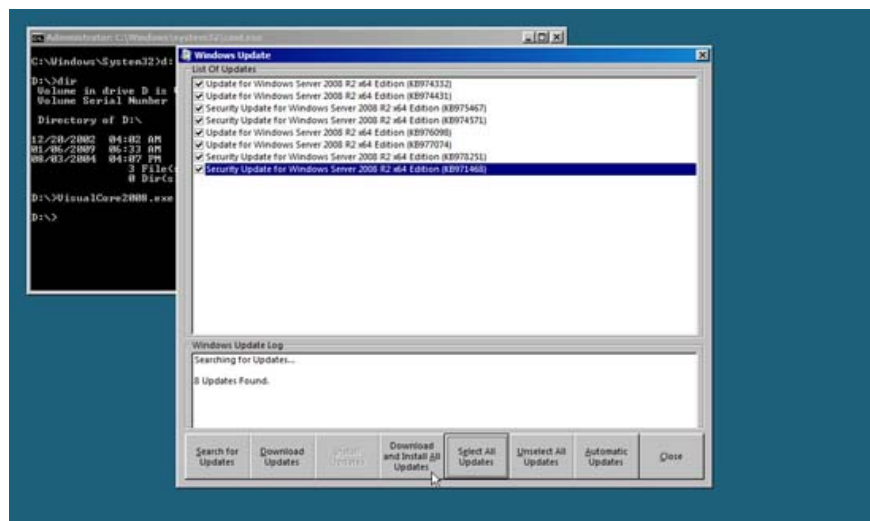 Administrator: C:\Windows\system32\cmd.exe
C:\Windows\System32>d:
D:\>dir
Volume in drive D is
Volume Serial Number
Directory of D:\
12/20/2002 04:02 AM
01/06/2009 06:33 AM
08/03/2004 04:07 PM
3 File(s
0 Dir(s
D:\>VisualCore2008.exe
D:\>
Windows Update
List Of Updates
Update for Windows Server 2008 R2 x64 Edition (KB974332)
Update for Windows Server 2008 R2 x64 Edition (KB974431)
Security Update for Windows Server 2008 R2 x64 Edition (KB975467)
Security Update for Windows Server 2008 R2 x64 Edition (KB974571)
Update for Windows Server 2008 R2 x64 Edition (KB976098)
Update for Windows Server 2008 R2 x64 Edition (KB977074)
Security Update for Windows Server 2008 R2 x64 Edition (KB978251)
Security Update for Windows Server 2008 R2 x64 Edition (KB971468)
Windows Update Log
Searching for Updates...
8 Updates Found.
Search for
Updates
Download
Updates
Install
Updates
Download
and Install All
Updates
Select All
Updates
Unselect All
Updates
Automatic
Updates
Close